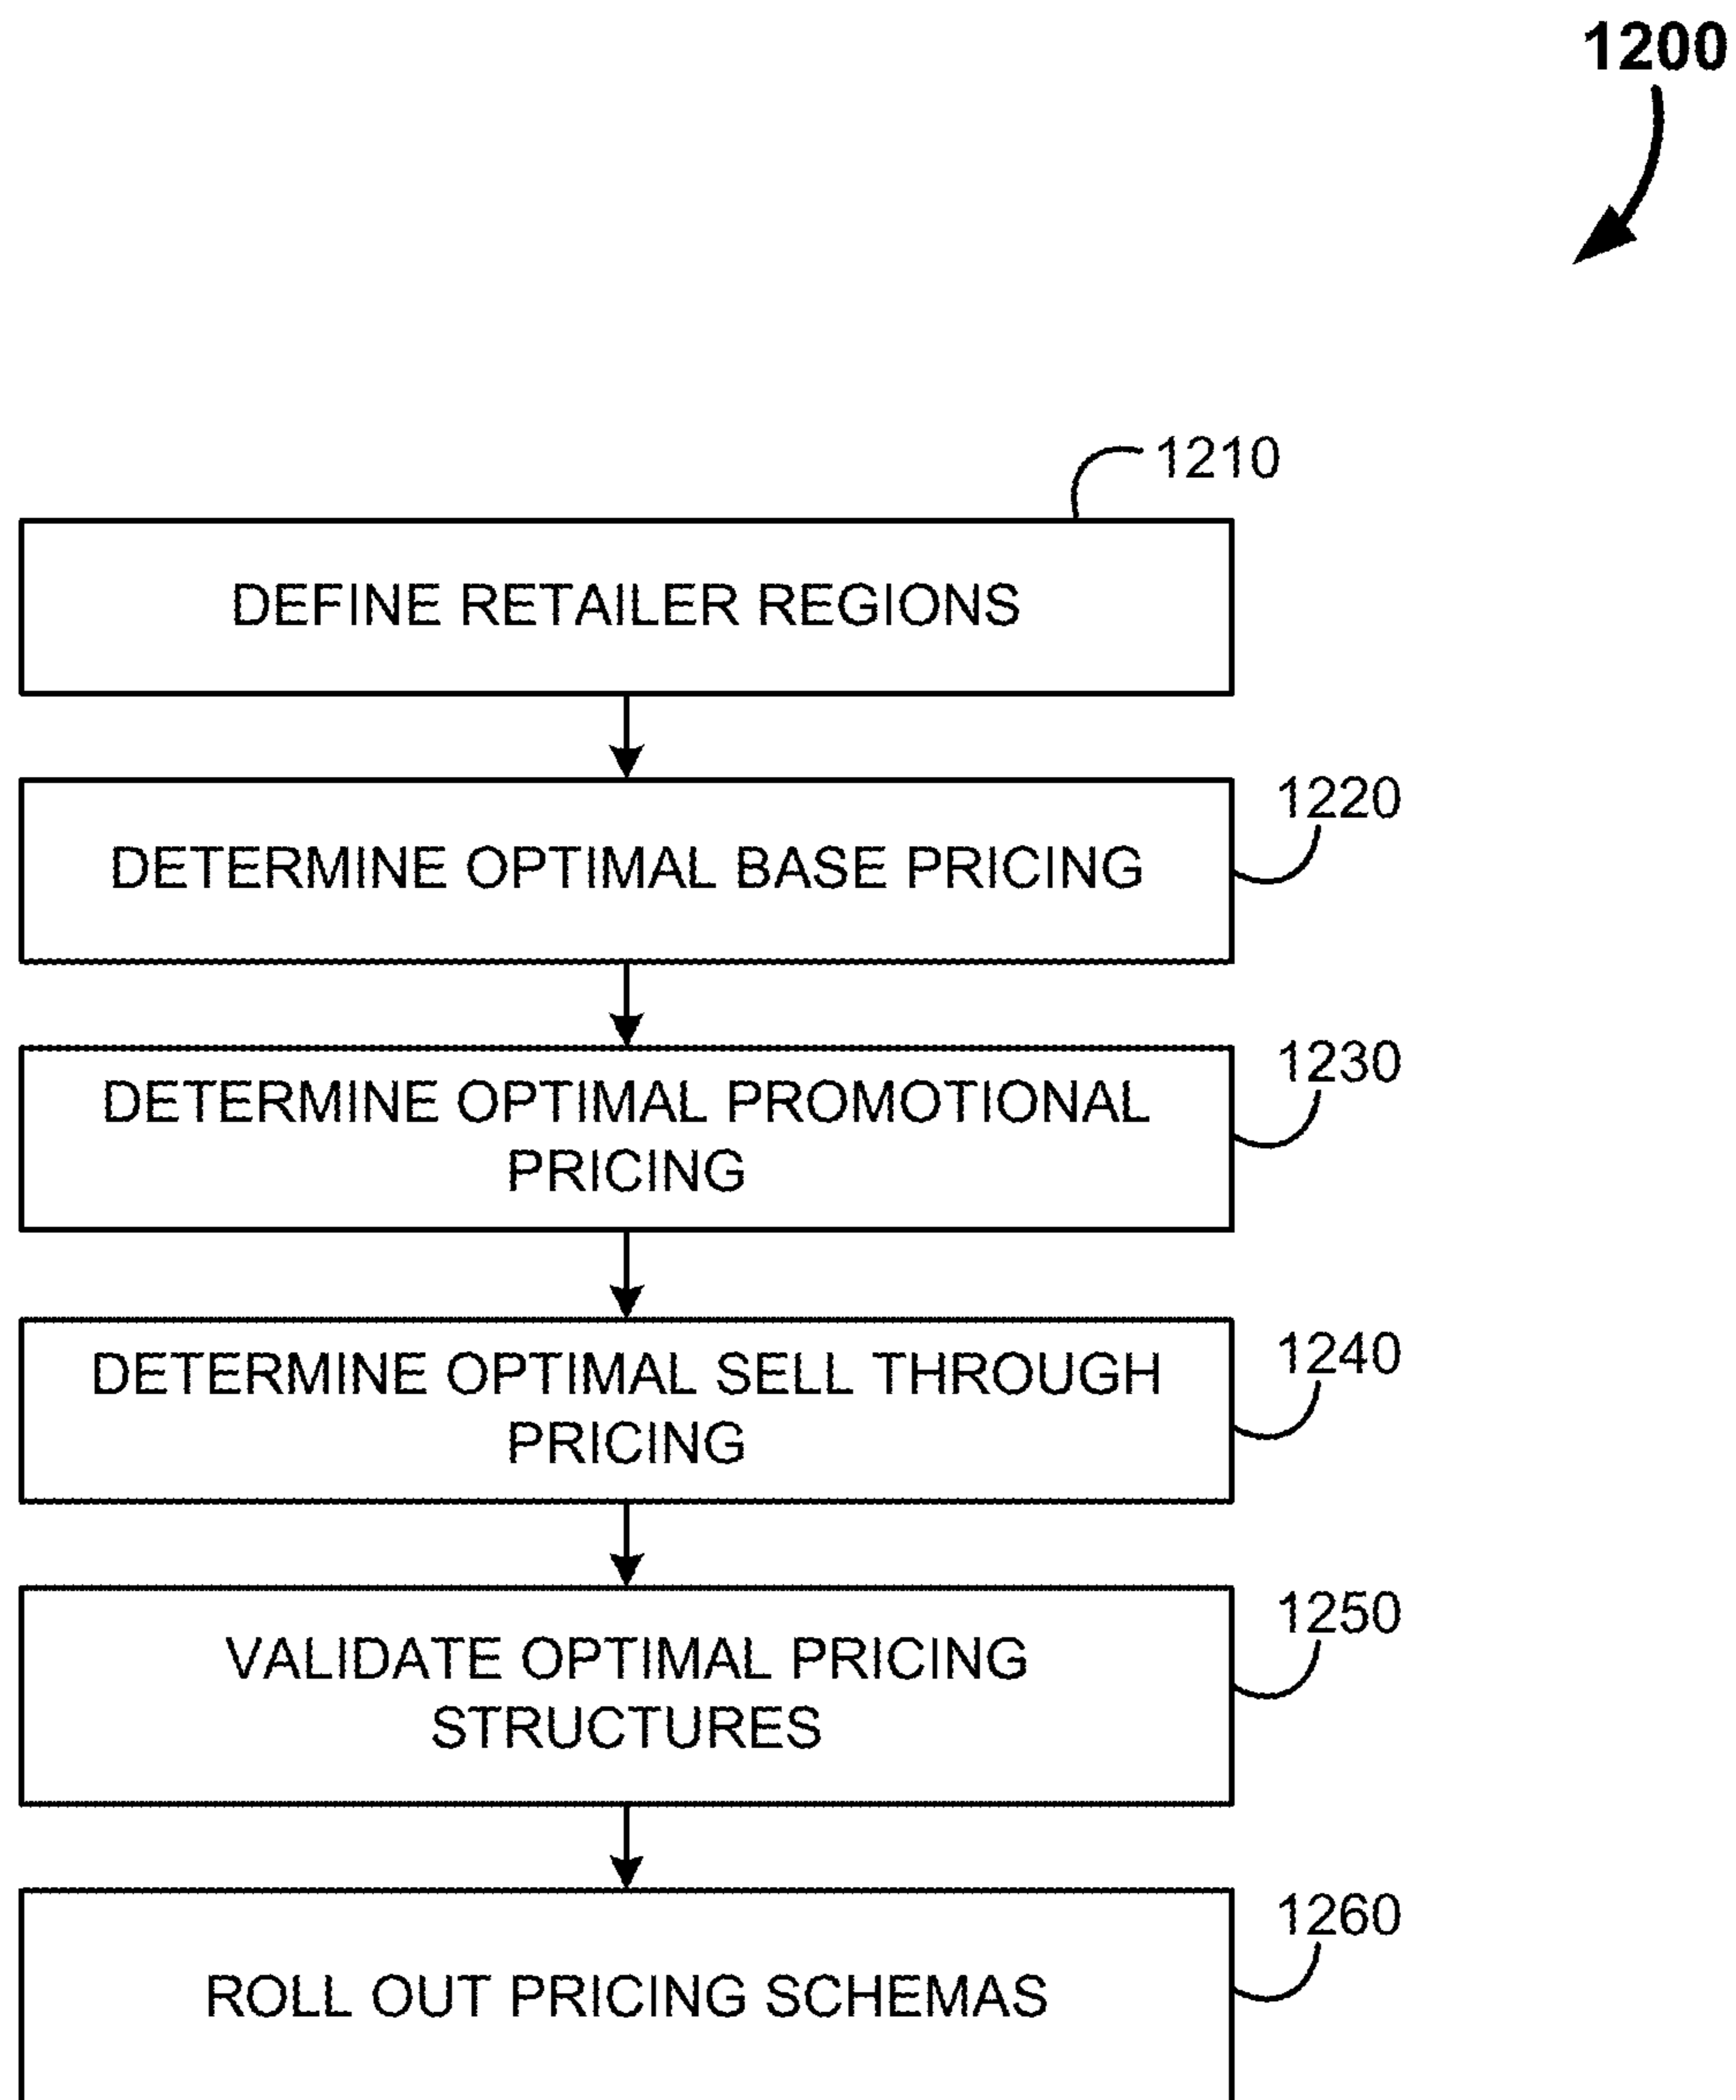 1200
1210
DEFINE RETAILER REGIONS
1220
DETERMINE OPTIMAL BASE PRICING
1230
DETERMINE OPTIMAL PROMOTIONAL
PRICING
1240
DETERMINE OPTIMAL SELL THROUGH
PRICING
1250
VALIDATE OPTIMAL PRICING
STRUCTURES
1260
ROLL OUT PRICING SCHEMAS